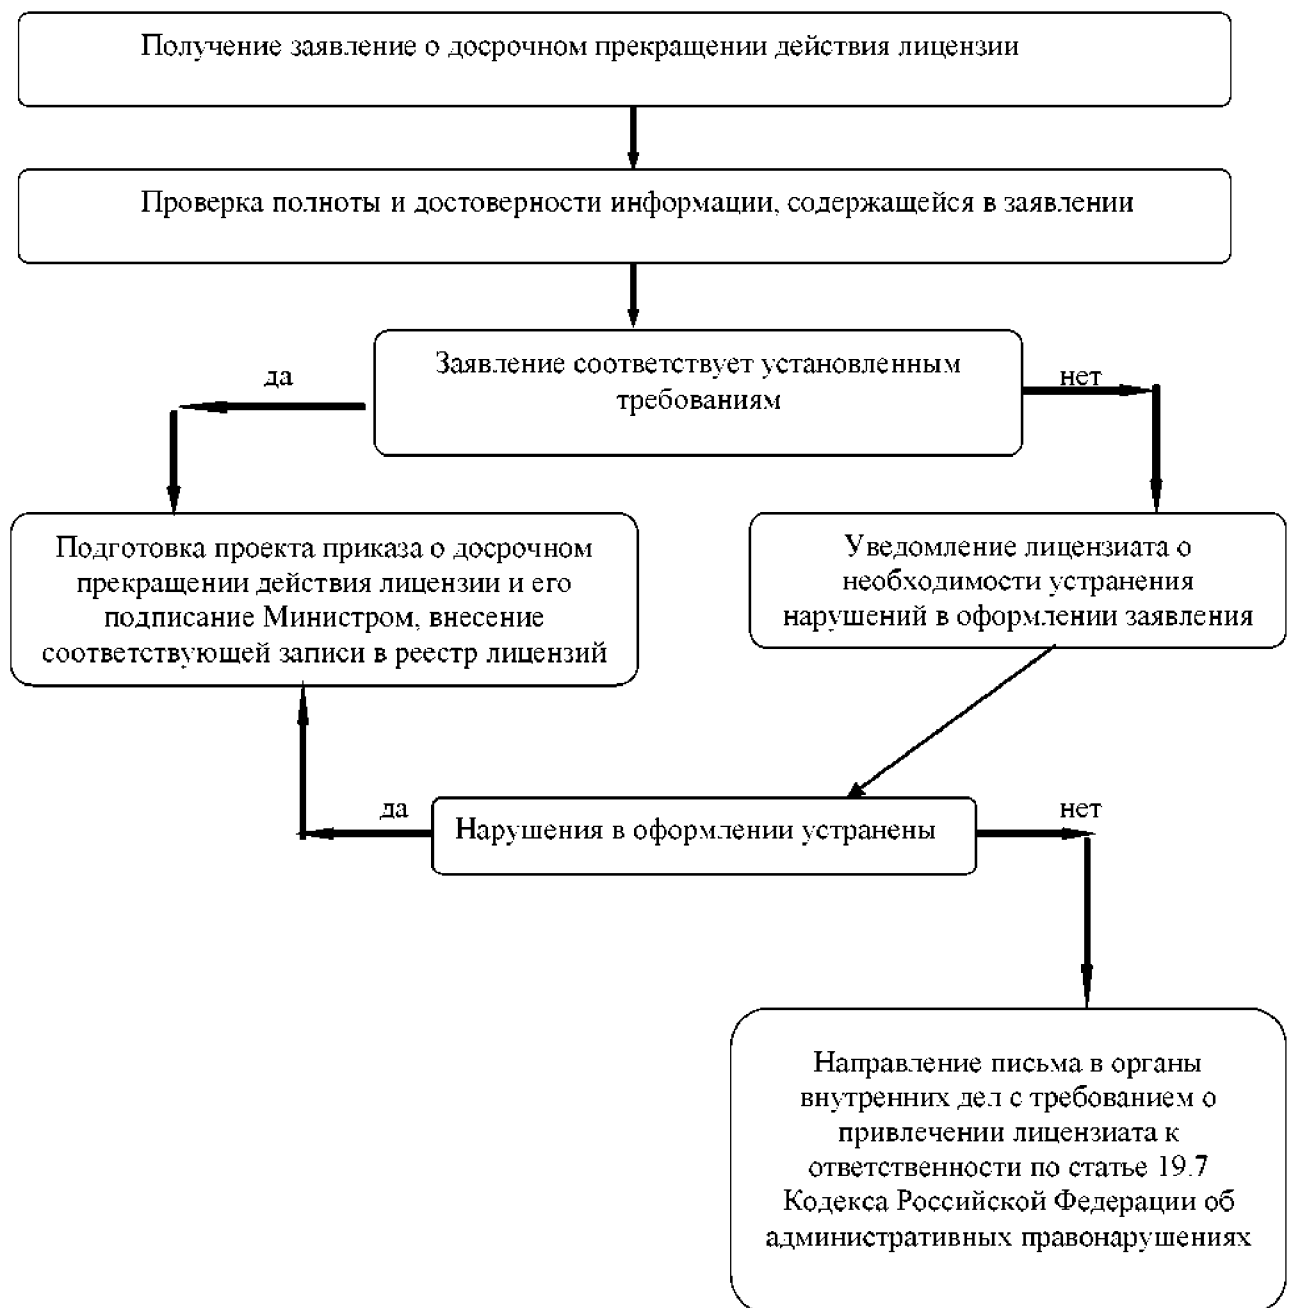 Получение заявление о досрочном прекращении действия лицензии
Проверка полноты и достоверности информации, содержащейся в заявлении
Заявление соответствует установленным
требованиям
да
нет
Подготовка проекта приказа о досрочном
прекращении действия лицензии и его
подписание Министром, внесение
соответствующей записи в реестр лицензий
Уведомление лицензиата о
необходимости устранения
нарушений в оформлении заявления
да
Нарушения в оформлении устранены
нет
Направление письма в органы
внутренних дел с требованием о
привлечении лицензиата к
ответственности по статье 19.7
Кодекса Российской Федерации об
административных правонарушениях